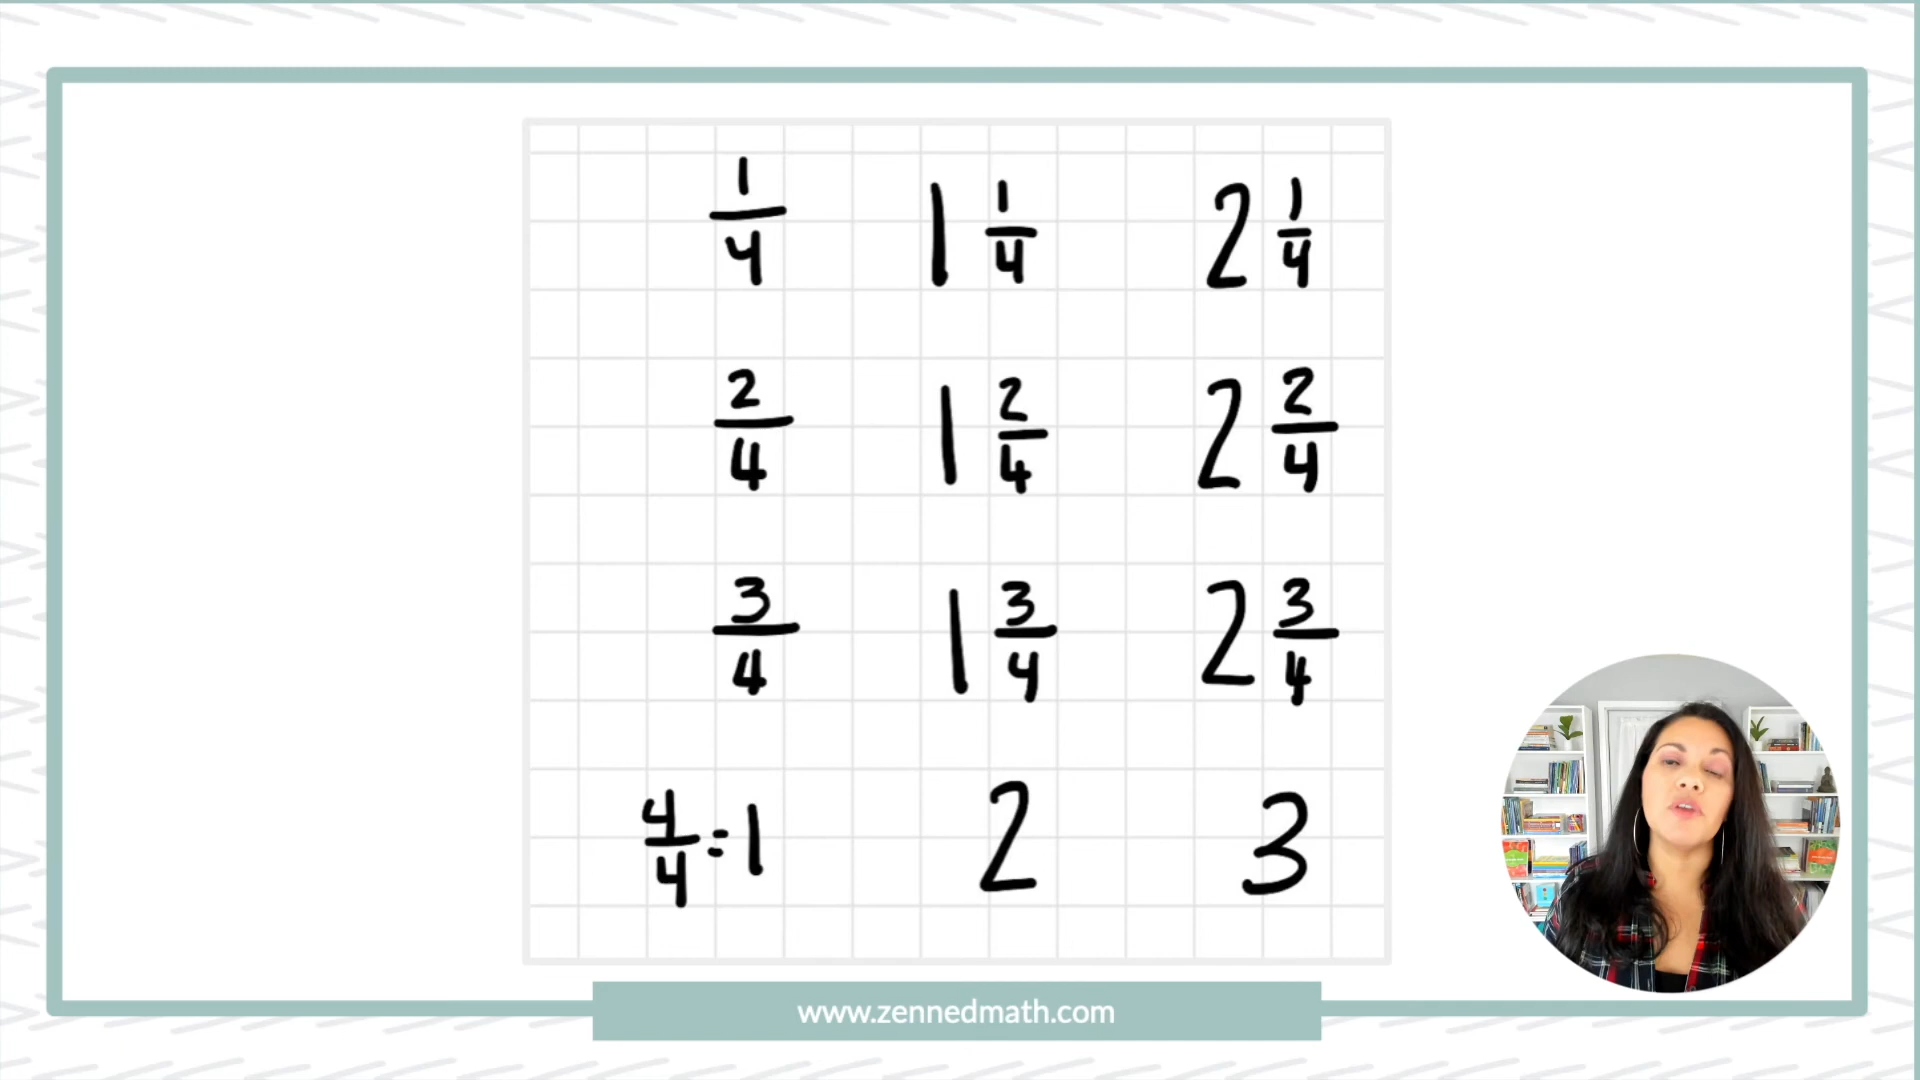 1/4 1 1/4 2 1/4
2/4 1 2/4 2 2/4
3/4 1 3/4 2 3/4
4/4=1 2 3
www.zennedmath.com